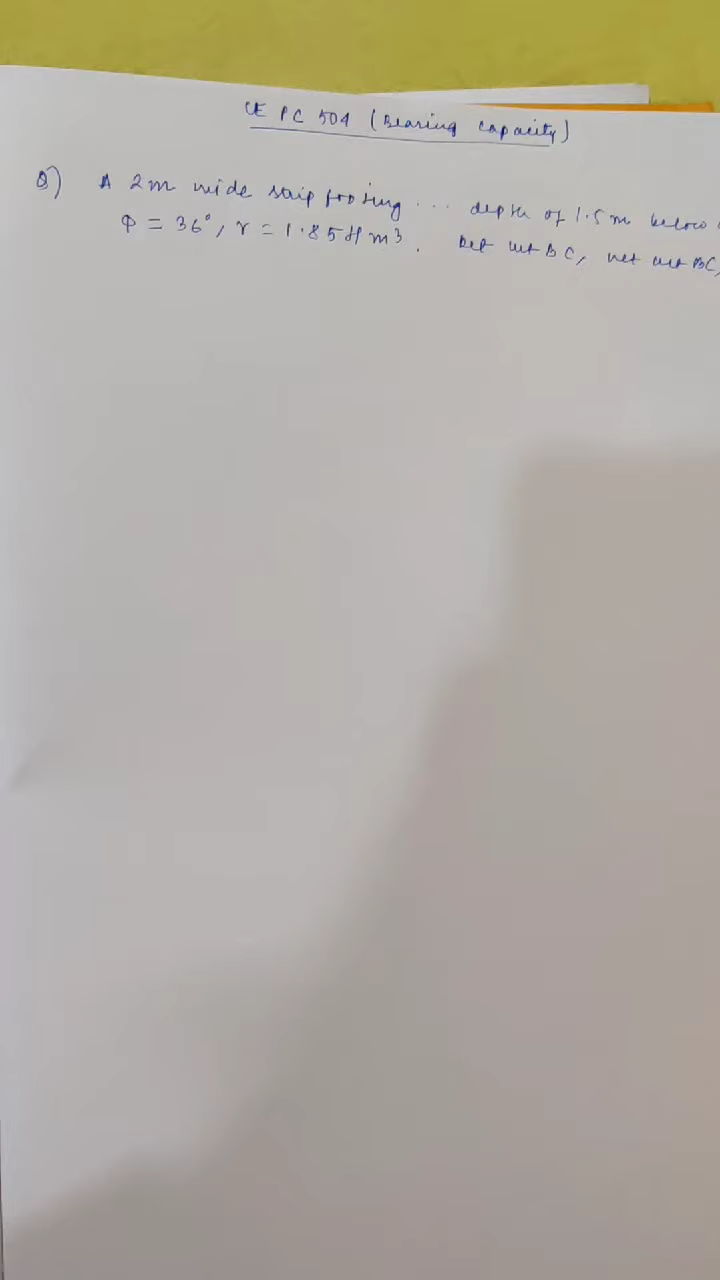 CE PC 504 (Bearing capacity)
Q) A 2m wide strip footing ... depth of 1.5m below
φ = 36°, r = 1.85 t/m3. Det ult BC, net ult BC,